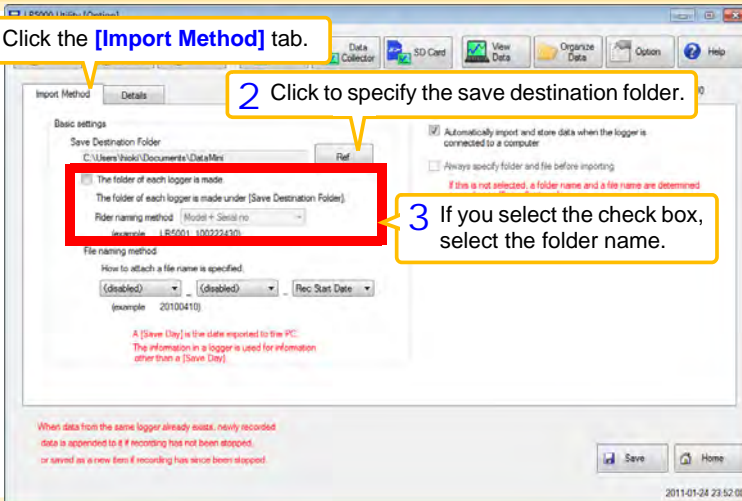 LR5000 Utility [Option]
Click the [Import Method] tab.
Data Collector
SD Card
View Data
Organize Data
Option
Help
Import Method
Details
2 Click to specify the save destination folder.
Basic settings
Save Destination Folder
C:\Users\hioki\Documents\DataMini
Ref
Automatically import and store data when the logger is
connected to a computer
Always specify folder and file before importing
If this is not selected, a folder name and a file name are determined
The folder of each logger is made.
The folder of each logger is made under [Save Destination Folder].
Flder naming method
Model + Serial no
(example LR5001_100222430)
3 If you select the check box,
select the folder name.
File naming method
How to attach a file name is specified.
(disabled) _ (disabled) _ Rec Start Date
(example 20100410)
A [Save Day] is the date exported to the PC.
The information in a logger is used for information
other than a [Save Day].
When data from the same logger already exists, newly recorded
data is appended to it if recording has not been stopped,
or saved as a new item if recording has since been stopped.
Save
Home
2011-01-24 23:52:0